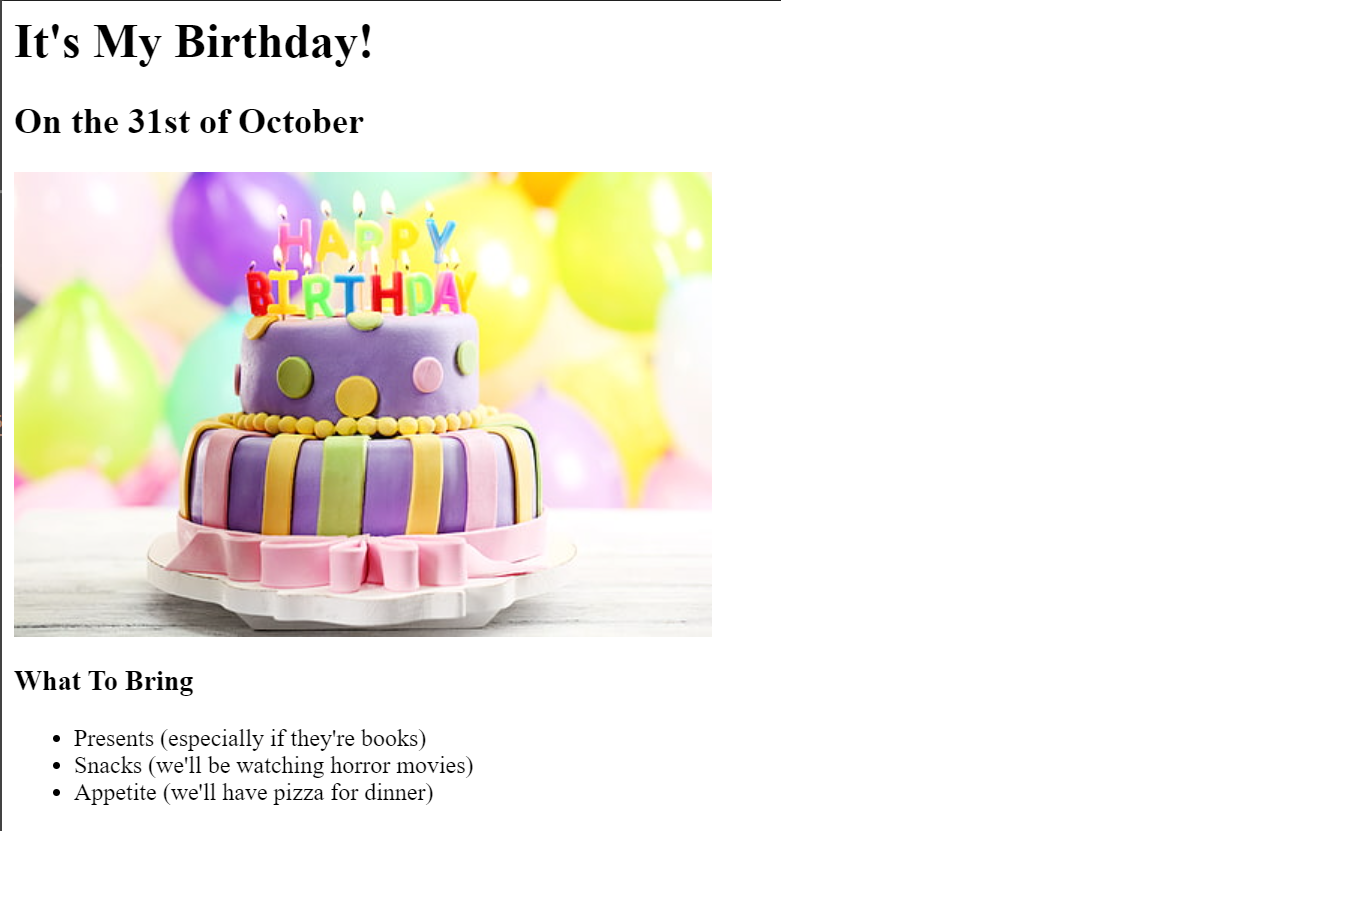 It's My Birthday!
On the 31st of October
HAPPY
BIRTHDAY
What To Bring
Presents (especially if they're books)
Snacks (we'll be watching horror movies)
Appetite (we'll have pizza for dinner)